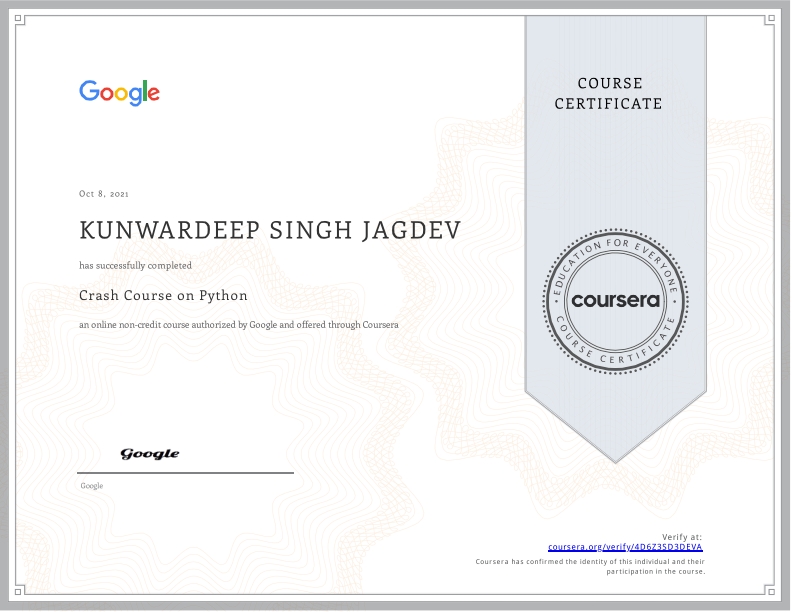 Google
COURSE
CERTIFICATE
Oct 8, 2021
KUNWARDEEP SINGH JAGDEV
has successfully completed
Crash Course on Python
an online non-credit course authorized by Google and offered through Coursera
EDUCATION FOR EVERYONE
coursera
COURSE CERTIFICATE
Google
Google
Verify at:
coursera.org/verify/4D6Z3SD3DEVA
Coursera has confirmed the identity of this individual and their
participation in the course.